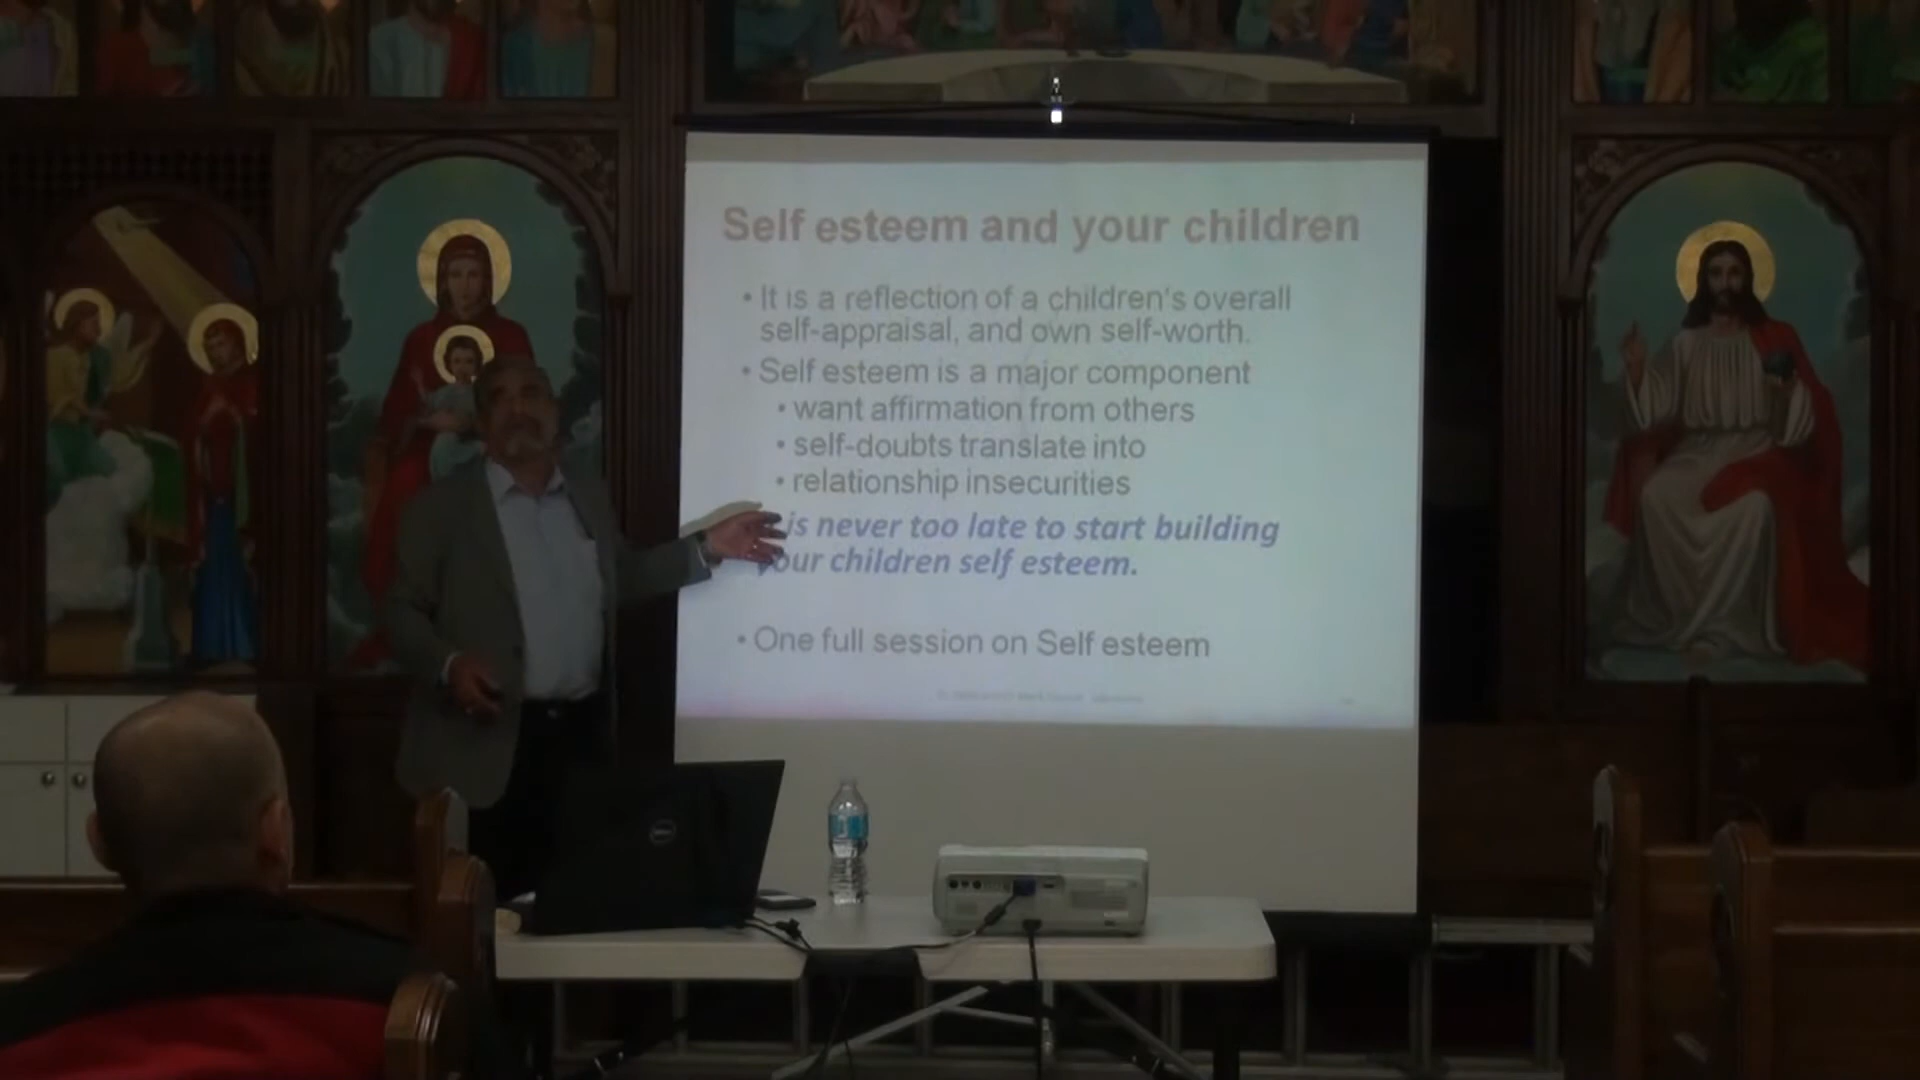 Self esteem and your children
• It is a reflection of a children's overall
self-appraisal, and own self-worth.
• Self esteem is a major component
• want affirmation from others
• self-doubts translate into
• relationship insecurities
is never too late to start building
our children self esteem.
• One full session on Self esteem
DELL